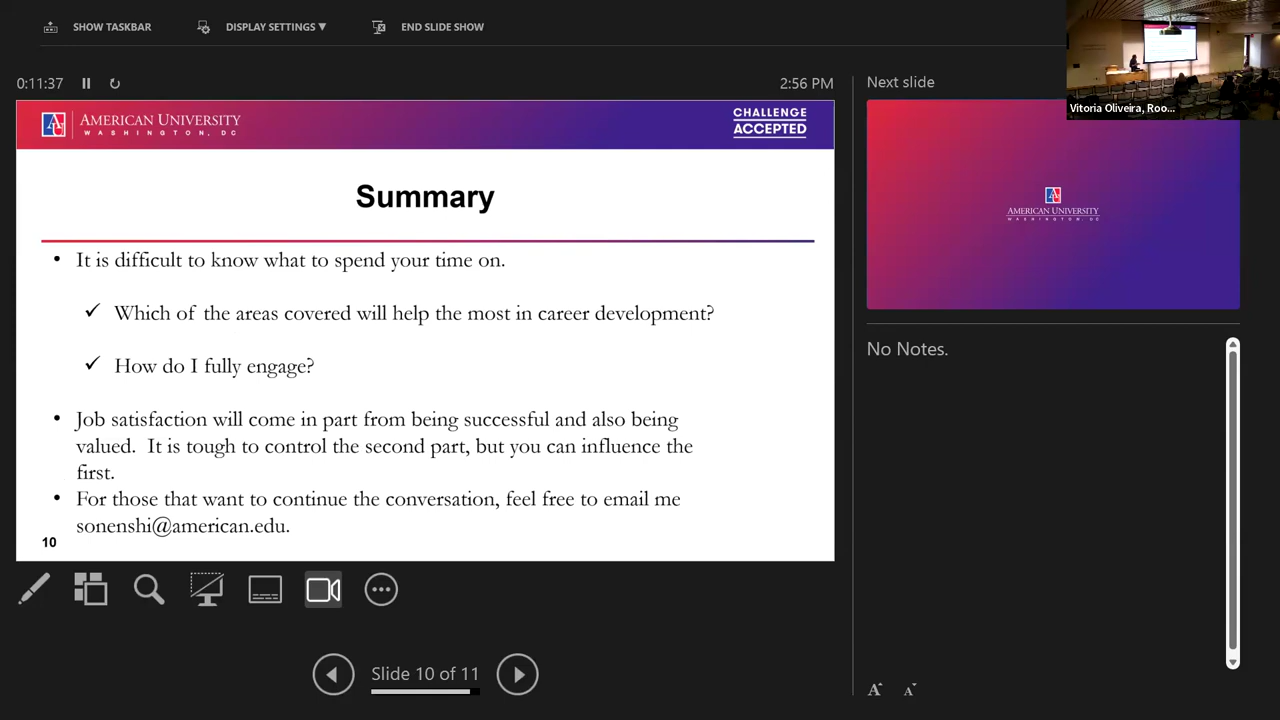 SHOW TASKBAR
DISPLAY SETTINGS ▼
END SLIDE SHOW
0:11:37
2:56 PM
AMERICAN UNIVERSITY
WASHINGTON, DC
CHALLENGE
ACCEPTED
Summary
• It is difficult to know what to spend your time on.
✓ Which of the areas covered will help the most in career development?
✓ How do I fully engage?
• Job satisfaction will come in part from being successful and also being
valued. It is tough to control the second part, but you can influence the
first.
• For those that want to continue the conversation, feel free to email me
sonenshi@american.edu.
10
Slide 10 of 11
Next slide
Vitoria Oliveira, Roo...
AMERICAN UNIVERSITY
WASHINGTON, DC
No Notes.
A
A